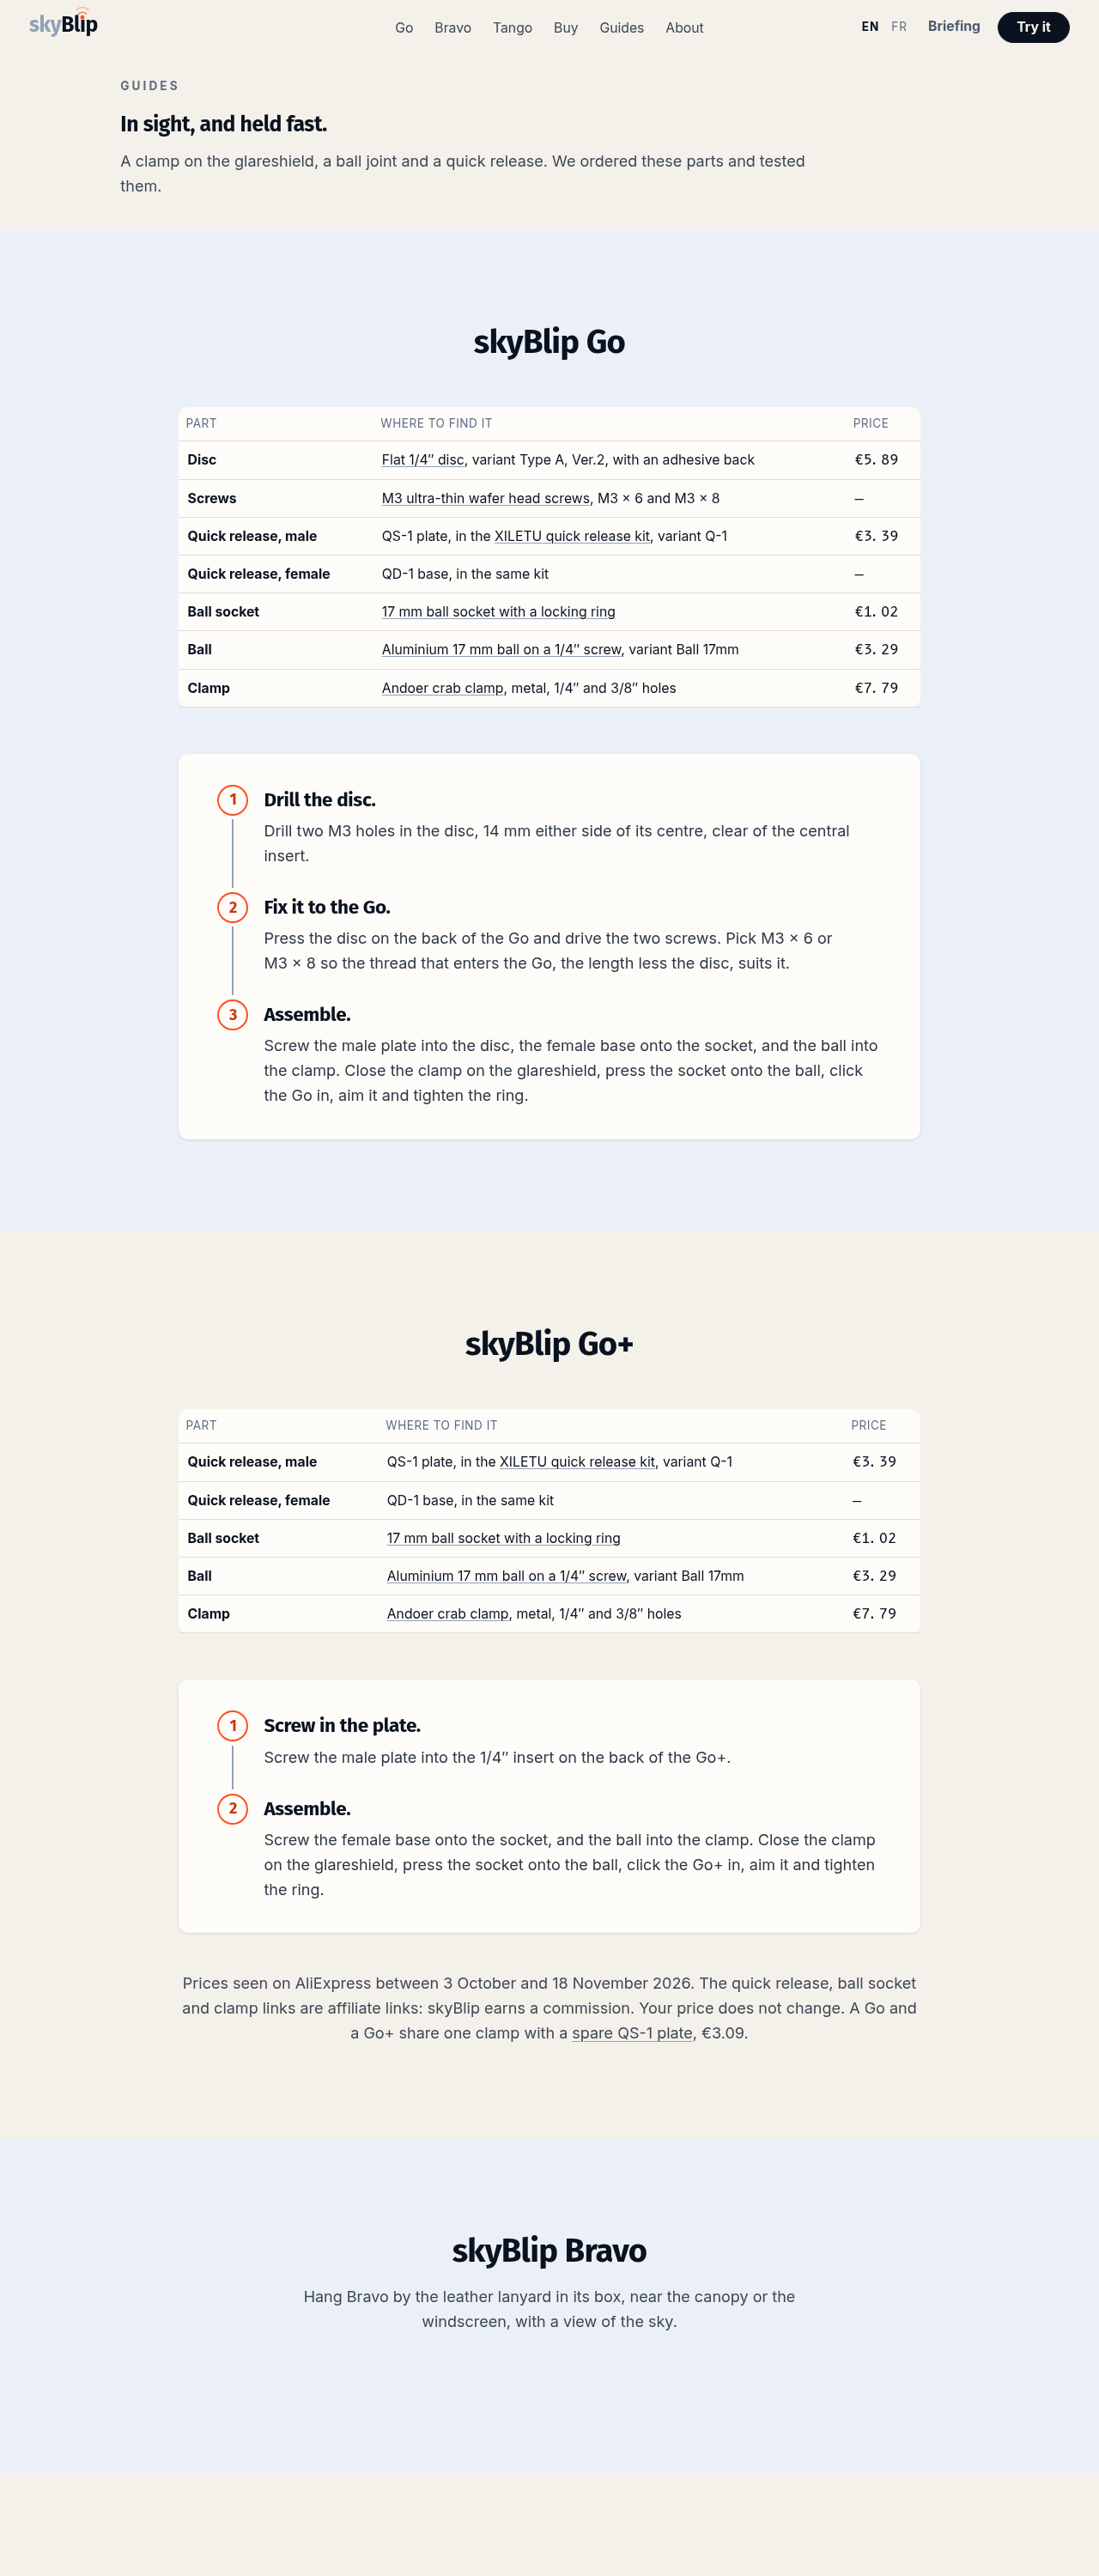 skyBlip
Go Bravo Tango Buy Guides About
EN FR Briefing Try it
GUIDES
In sight, and held fast.
A clamp on the glareshield, a ball joint and a quick release. We ordered these parts and tested
them.
skyBlip Go
PART WHERE TO FIND IT PRICE
Disc Flat 1/4″ disc, variant Type A, Ver.2, with an adhesive back €5.89
Screws M3 ultra-thin wafer head screws, M3 × 6 and M3 × 8 –
Quick release, male QS-1 plate, in the XILETU quick release kit, variant Q-1 €3.39
Quick release, female QD-1 base, in the same kit –
Ball socket 17 mm ball socket with a locking ring €1.02
Ball Aluminium 17 mm ball on a 1/4″ screw, variant Ball 17mm €3.29
Clamp Andoer crab clamp, metal, 1/4″ and 3/8″ holes €7.79
1 Drill the disc.
Drill two M3 holes in the disc, 14 mm either side of its centre, clear of the central
insert.
2 Fix it to the Go.
Press the disc on the back of the Go and drive the two screws. Pick M3 × 6 or
M3 × 8 so the thread that enters the Go, the length less the disc, suits it.
3 Assemble.
Screw the male plate into the disc, the female base onto the socket, and the ball into
the clamp. Close the clamp on the glareshield, press the socket onto the ball, click
the Go in, aim it and tighten the ring.
skyBlip Go+
PART WHERE TO FIND IT PRICE
Quick release, male QS-1 plate, in the XILETU quick release kit, variant Q-1 €3.39
Quick release, female QD-1 base, in the same kit –
Ball socket 17 mm ball socket with a locking ring €1.02
Ball Aluminium 17 mm ball on a 1/4″ screw, variant Ball 17mm €3.29
Clamp Andoer crab clamp, metal, 1/4″ and 3/8″ holes €7.79
1 Screw in the plate.
Screw the male plate into the 1/4″ insert on the back of the Go+.
2 Assemble.
Screw the female base onto the socket, and the ball into the clamp. Close the clamp
on the glareshield, press the socket onto the ball, click the Go+ in, aim it and tighten
the ring.
Prices seen on AliExpress between 3 October and 18 November 2026. The quick release, ball socket
and clamp links are affiliate links: skyBlip earns a commission. Your price does not change. A Go and
a Go+ share one clamp with a spare QS-1 plate, €3.09.
skyBlip Bravo
Hang Bravo by the leather lanyard in its box, near the canopy or the
windscreen, with a view of the sky.